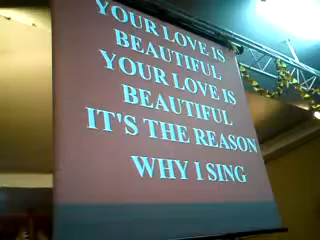 YOUR LOVE IS
BEAUTIFUL
YOUR LOVE IS
BEAUTIFUL
IT'S THE REASON
WHY I SING